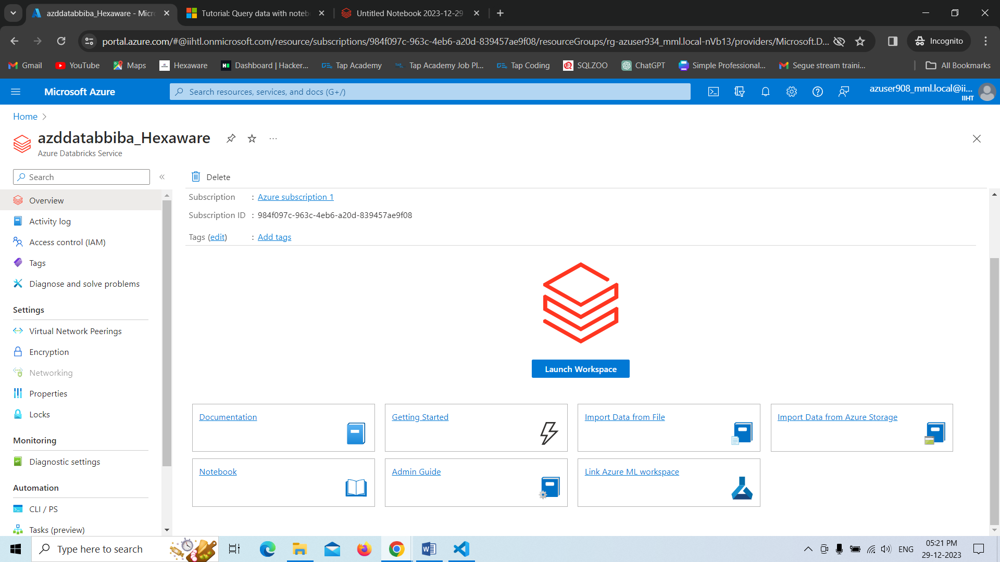 azddatabbiba_Hexaware - Micro
Tutorial: Query data with noteb
Untitled Notebook 2023-12-29
portal.azure.com/#@iihtl.onmicrosoft.com/resource/subscriptions/984f097c-963c-4eb6-a20d-839457ae9f08/resourceGroups/rg-azuser934_mml.local-nVb13/providers/Microsoft.D...
Incognito
Gmail
YouTube
Maps
Hexaware
Dashboard | Hacker...
Tap Academy
Tap Academy Job Pl...
Tap Coding
SQLZOO
ChatGPT
Simple Professional...
Segue stream traini...
All Bookmarks
Microsoft Azure
Search resources, services, and docs (G+/)
azuser908_mml.local@ii...
IIHT
Home
azddatabbiba_Hexaware
...
Azure Databricks Service
Search
Overview
Activity log
Access control (IAM)
Tags
Diagnose and solve problems
Settings
Virtual Network Peerings
Encryption
Networking
Properties
Locks
Monitoring
Diagnostic settings
Automation
CLI / PS
Tasks (preview)
Delete
Subscription : Azure subscription 1
Subscription ID : 984f097c-963c-4eb6-a20d-839457ae9f08
Tags (edit) : Add tags
Launch Workspace
Documentation
Getting Started
Import Data from File
Import Data from Azure Storage
Notebook
Admin Guide
Link Azure ML workspace
Type here to search
ENG
05:21 PM
29-12-2023